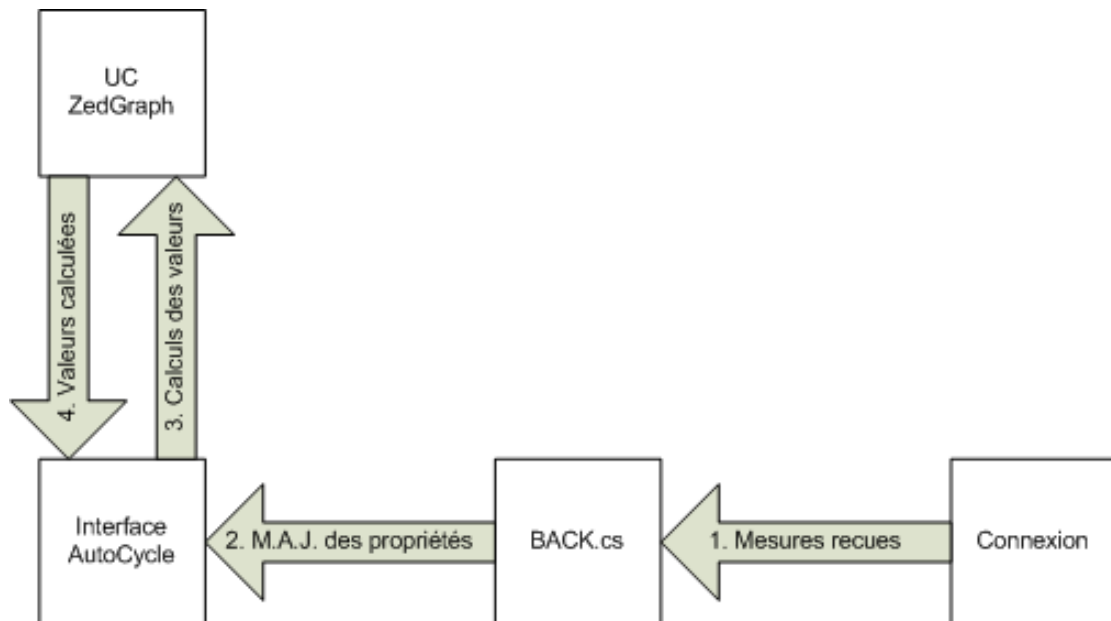 UC
ZedGraph
4. Valeurs calculées
3. Calculs des valeurs
Interface
AutoCycle
2. M.A.J. des propriétés
BACK.cs
1. Mesures recues
Connexion